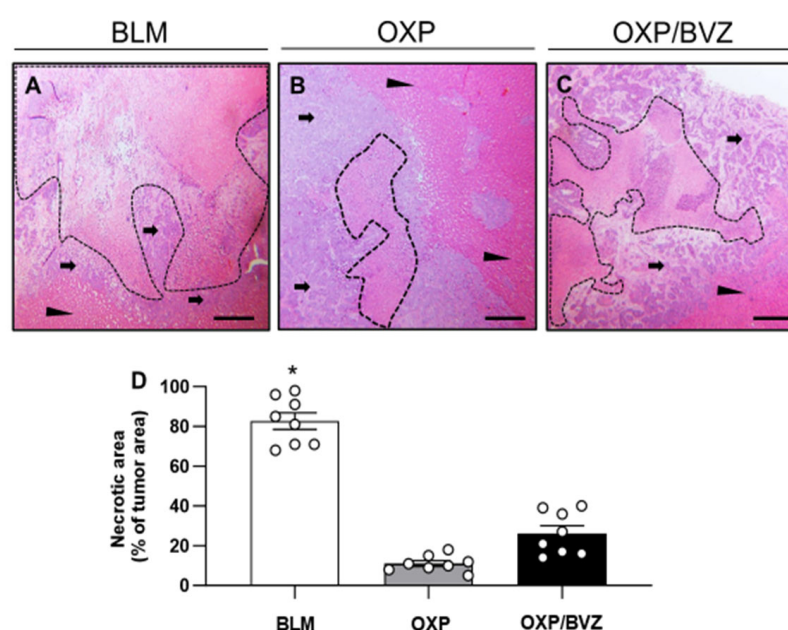 BLM OXP OXP/BVZ
A B C
D
*
100
80
60
40
20
0
Necrotic area
(% of tumor area)
BLM OXP OXP/BVZ